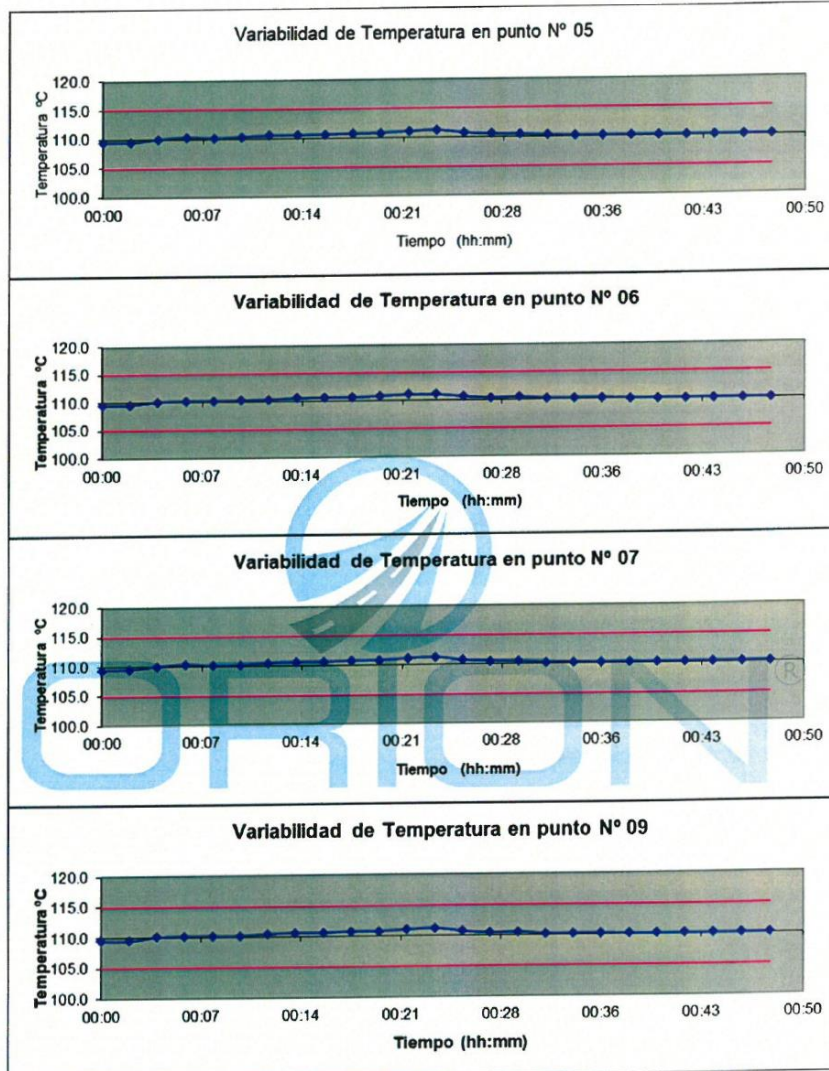 Variabilidad de Temperatura en punto Nº 05
Temperatura ºC
120.0
115.0
110.0
105.0
100.0
00:00 00:07 00:14 00:21 00:28 00:36 00:43 00:50
Tiempo (hh:mm)
Variabilidad de Temperatura en punto Nº 06
Temperatura ºC
120.0
115.0
110.0
105.0
100.0
00:00 00:07 00:14 00:21 00:28 00:36 00:43 00:50
Tiempo (hh:mm)
Variabilidad de Temperatura en punto Nº 07
Temperatura ºC
120.0
115.0
110.0
105.0
100.0
00:00 00:07 00:14 00:21 00:28 00:36 00:43 00:50
Tiempo (hh:mm)
ORION®
Variabilidad de Temperatura en punto Nº 09
Temperatura ºC
120.0
115.0
110.0
105.0
100.0
00:00 00:07 00:14 00:21 00:28 00:36 00:43 00:50
Tiempo (hh:mm)